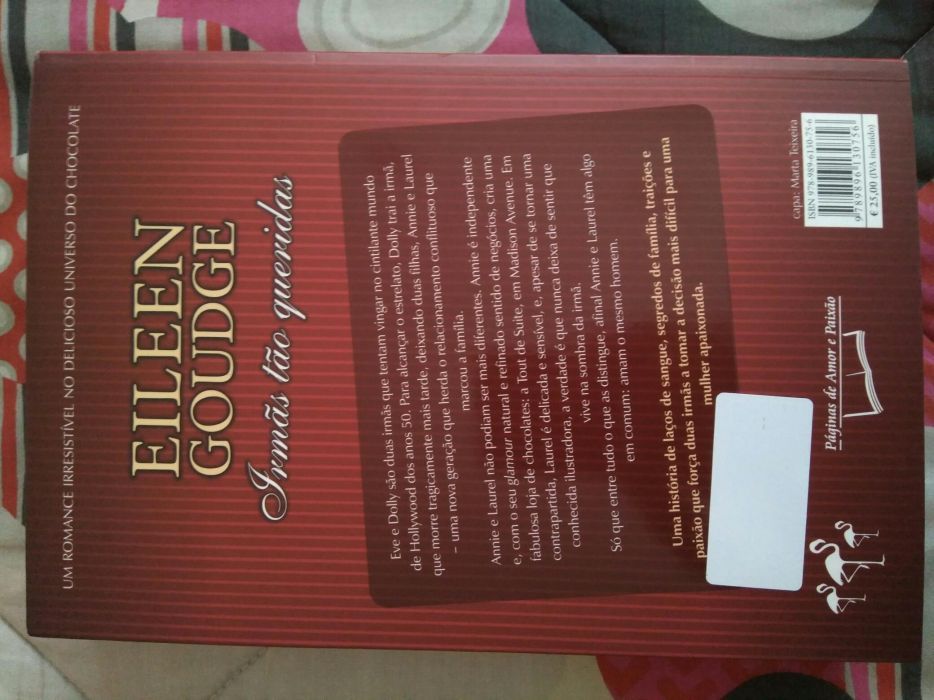 UM ROMANCE IRRESISTÍVEL NO DELICIOSO UNIVERSO DO CHOCOLATE
EILEEN
GOUDGE
Irmãs tão queridas
Eve e Dolly são duas irmãs que tentam vingar no cintilante mundo
de Hollywood dos anos 50. Para alcançar o estrelato, Dolly trai a irmã,
que morre tragicamente mais tarde, deixando duas filhas, Annie e Laurel
– uma nova geração que herda o relacionamento conflituoso que
marcou a família.
Annie e Laurel não podiam ser mais diferentes. Annie é independente
e, com o seu glamour natural e refinado sentido de negócios, cria uma
fabulosa loja de chocolates: a Tout de Suite, em Madison Avenue. Em
contrapartida, Laurel é delicada e sensível, e, apesar de se tornar uma
conhecida ilustradora, a verdade é que nunca deixa de sentir que
vive na sombra da irmã.
Só que entre tudo o que as distingue, afinal Annie e Laurel têm algo
em comum: amam o mesmo homem.
Uma história de laços de sangue, segredos de família, traições e
paixão que força duas irmãs a tomar a decisão mais difícil para uma
mulher apaixonada.
Páginas de Amor e Paixão
capa: Marta Teixeira
ISBN 978-989-6130-75-6
9789896130756
€ 25,00 (IVA incluído)